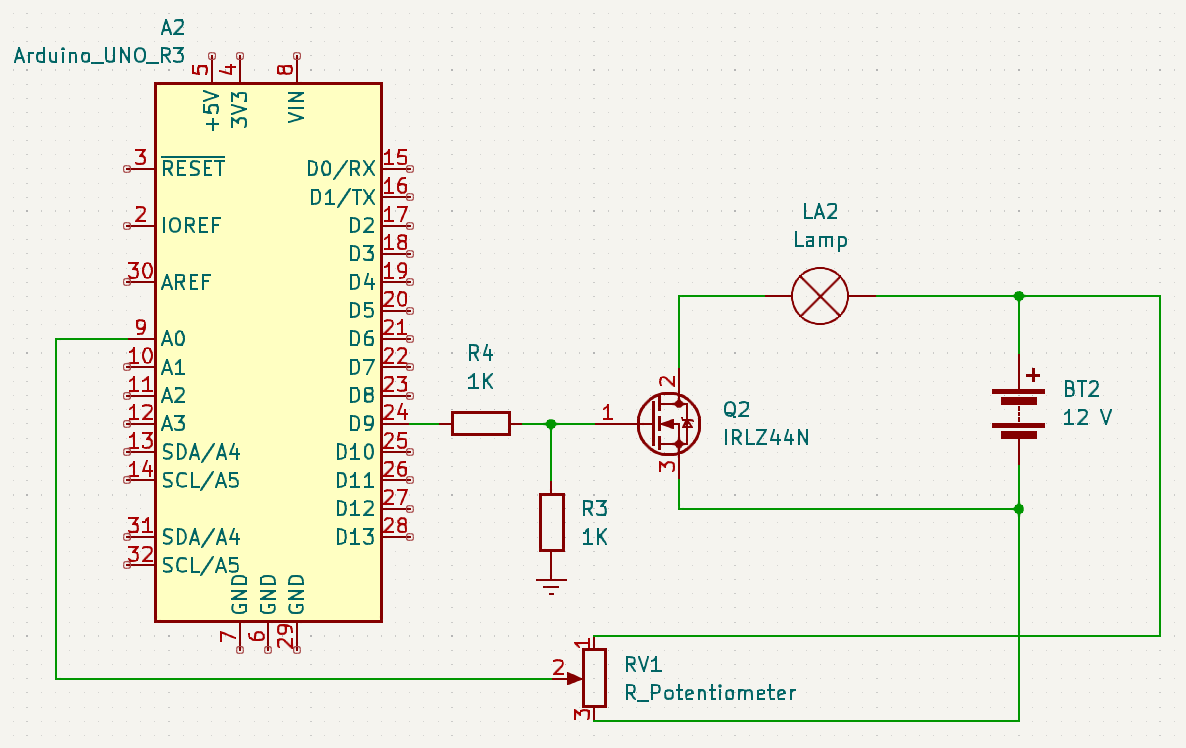 A2
Arduino_UNO_R3
5 4 8
+5V 3V3 VIN
3 RESET D0/RX 15
D1/TX 16
2 IOREF D2 17
D3 18
30 AREF D4 19
D5 20
9 A0 D6 21
10 A1 D7 22
11 A2 D8 23
12 A3 D9 24
13 SDA/A4 D10 25
14 SCL/A5 D11 26
D12 27
31 SDA/A4 D13 28
32 SCL/A5
GND GND GND
7 6 29
R4
1K
R3
1K
1
2
3
Q2
IRLZ44N
LA2
Lamp
+
BT2
12 V
1
2
3
RV1
R_Potentiometer